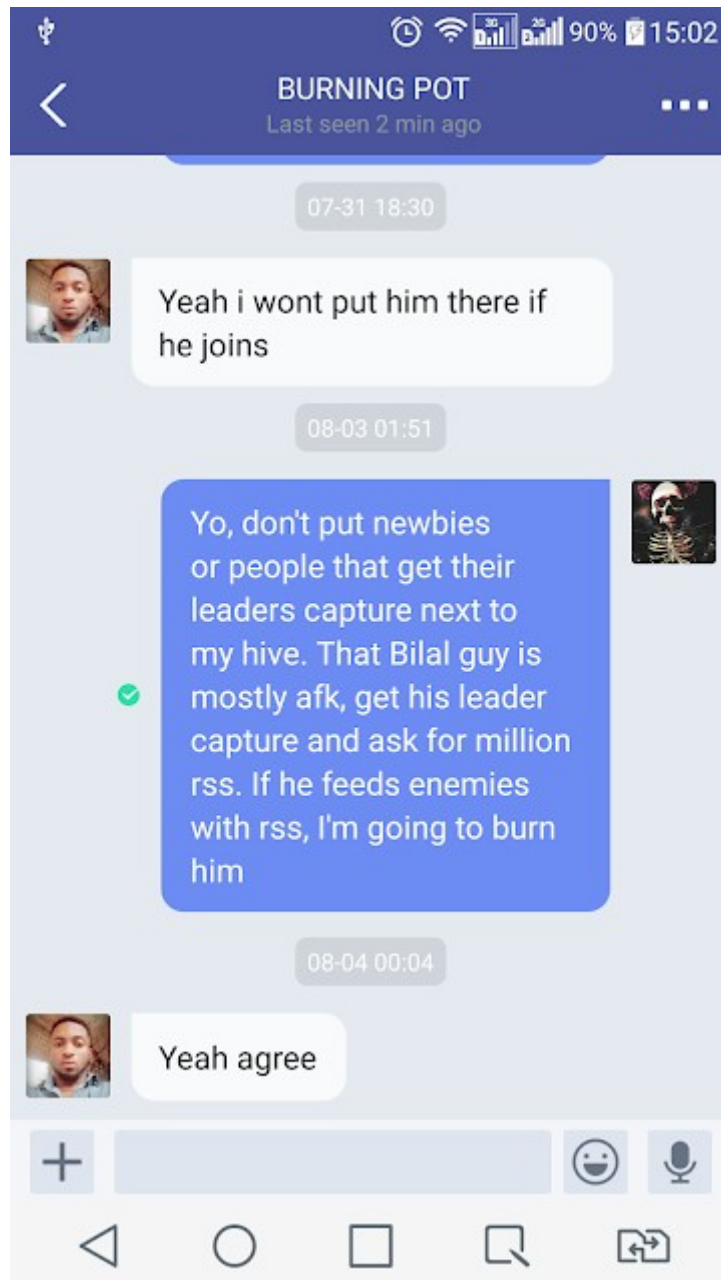 3G 2G 90% 15:02
BURNING POT
Last seen 2 min ago
07-31 18:30
Yeah i wont put him there if
he joins
08-03 01:51
Yo, don't put newbies
or people that get their
leaders capture next to
my hive. That Bilal guy is
mostly afk, get his leader
capture and ask for million
rss. If he feeds enemies
with rss, I'm going to burn
him
08-04 00:04
Yeah agree